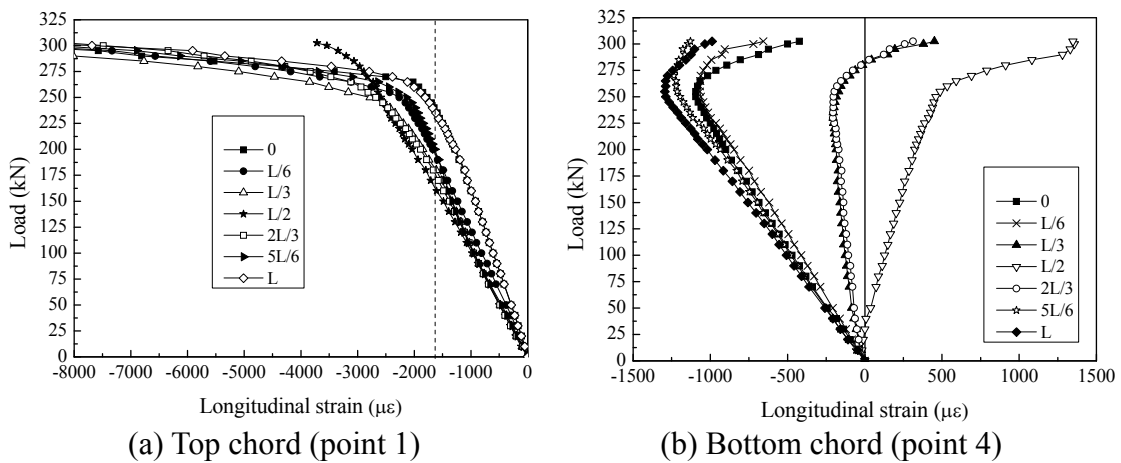 325
300
275
250
225
200
175
150
125
100
75
50
25
0
Load (kN)
0
L/6
L/3
L/2
2L/3
5L/6
L
-8000 -7000 -6000 -5000 -4000 -3000 -2000 -1000 0
Longitudinal strain (με)
(a) Top chord (point 1)
325
300
275
250
225
200
175
150
125
100
75
50
25
0
Load (kN)
0
L/6
L/3
L/2
2L/3
5L/6
L
-1500 -1000 -500 0 500 1000 1500
Longitudinal strain (με)
(b) Bottom chord (point 4)